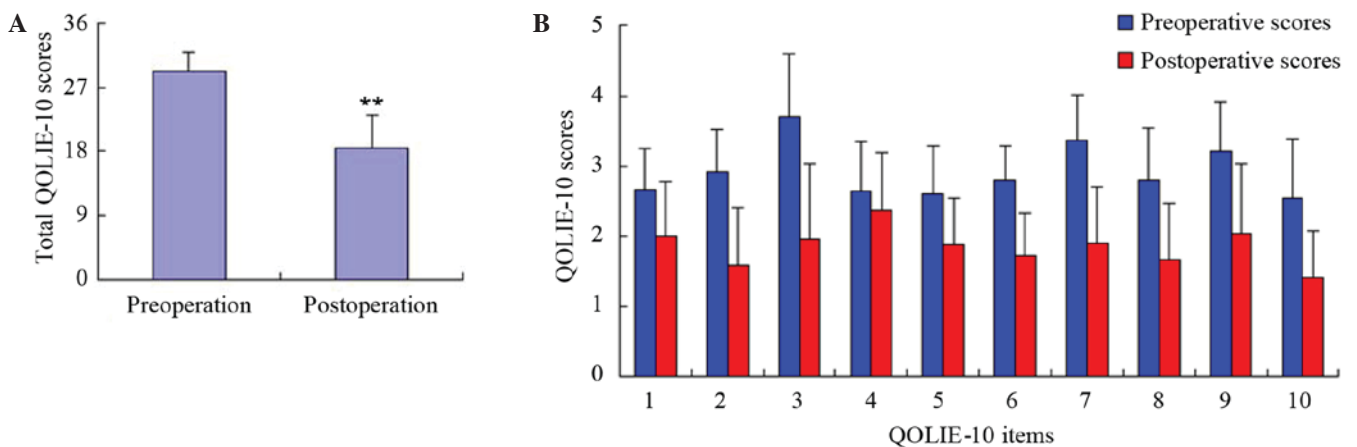 A
Total QOLIE-10 scores
36
27
18
9
0
**
Preoperation Postoperation
B
QOLIE-10 scores
5
4
3
2
1
0
Preoperative scores
Postoperative scores
1 2 3 4 5 6 7 8 9 10
QOLIE-10 items